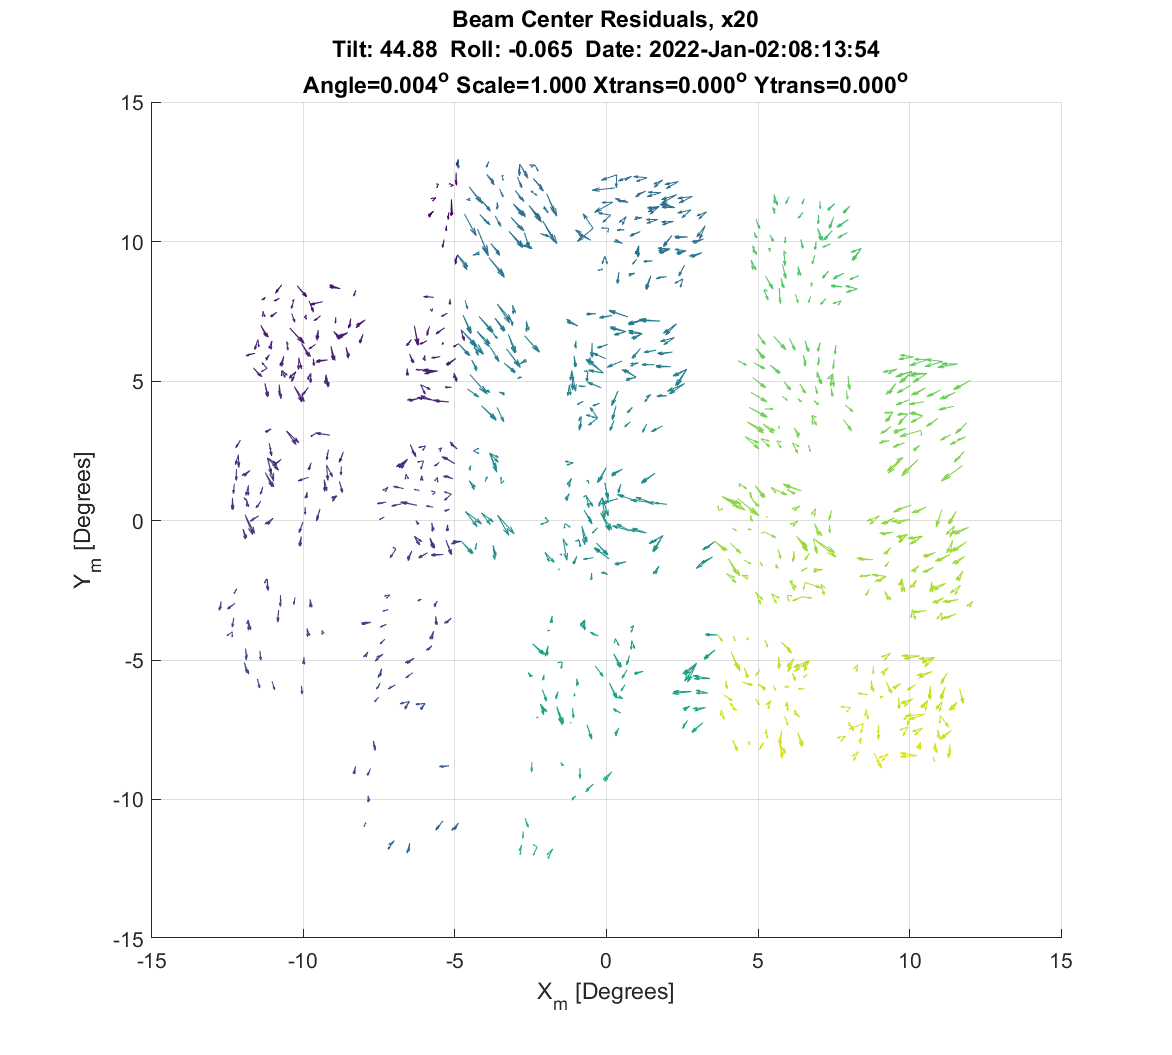 Beam Center Residuals, x20
Tilt: 44.88  Roll: -0.065  Date: 2022-Jan-02:08:13:54
Angle=0.004° Scale=1.000 Xtrans=0.000° Ytrans=0.000°
15
10
5
0
-5
-10
-15
Y_m [Degrees]
-15 -10 -5 0 5 10 15
X_m [Degrees]